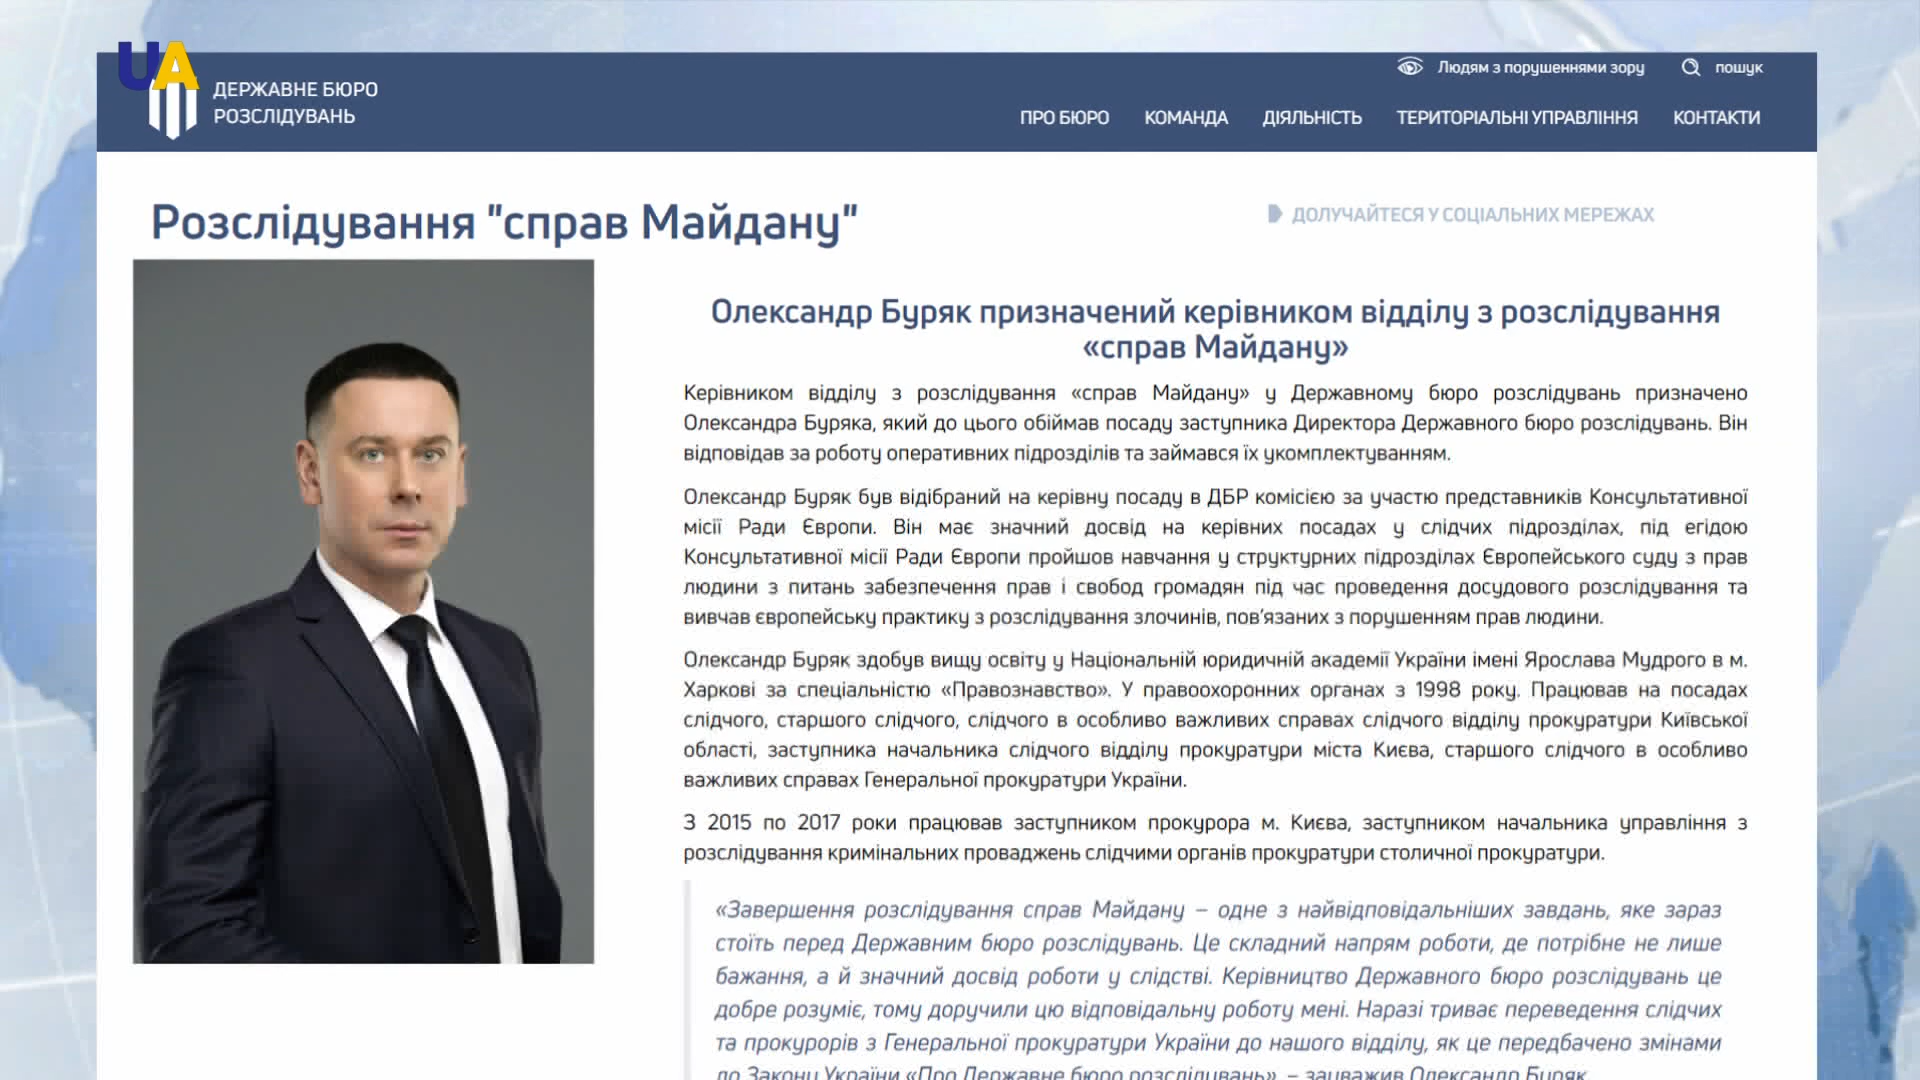 UA
ДЕРЖАВНЕ БЮРО
РОЗСЛІДУВАНЬ
Людям з порушеннями зору
пошук
ПРО БЮРО КОМАНДА ДІЯЛЬНІСТЬ ТЕРИТОРІАЛЬНІ УПРАВЛІННЯ КОНТАКТИ
Розслідування "справ Майдану"
ДОЛУЧАЙТЕСЯ У СОЦІАЛЬНИХ МЕРЕЖАХ
Олександр Буряк призначений керівником відділу з розслідування
«справ Майдану»
Керівником відділу з розслідування «справ Майдану» у Державному бюро розслідувань призначено
Олександра Буряка, який до цього обіймав посаду заступника Директора Державного бюро розслідувань. Він
відповідав за роботу оперативних підрозділів та займався їх укомплектуванням.
Олександр Буряк був відібраний на керівну посаду в ДБР комісією за участю представників Консультативної
місії Ради Європи. Він має значний досвід на керівних посадах у слідчих підрозділах, під егідою
Консультативної місії Ради Європи пройшов навчання у структурних підрозділах Європейського суду з прав
людини з питань забезпечення прав і свобод громадян під час проведення досудового розслідування та
вивчав європейську практику з розслідування злочинів, пов’язаних з порушенням прав людини.
Олександр Буряк здобув вищу освіту у Національній юридичній академії України імені Ярослава Мудрого в м.
Харкові за спеціальністю «Правознавство». У правоохоронних органах з 1998 року. Працював на посадах
слідчого, старшого слідчого, слідчого в особливо важливих справах слідчого відділу прокуратури Київської
області, заступника начальника слідчого відділу прокуратури міста Києва, старшого слідчого в особливо
важливих справах Генеральної прокуратури України.
З 2015 по 2017 роки працював заступником прокурора м. Києва, заступником начальника управління з
розслідування кримінальних проваджень слідчими органів прокуратури столичної прокуратури.
«Завершення розслідування справ Майдану – одне з найвідповідальніших завдань, яке зараз
стоїть перед Державним бюро розслідувань. Це складний напрям роботи, де потрібне не лише
бажання, а й значний досвід роботи у слідстві. Керівництво Державного бюро розслідувань це
добре розуміє, тому доручили цю відповідальну роботу мені. Наразі триває переведення слідчих
та прокурорів з Генеральної прокуратури України до нашого відділу, як це передбачено змінами
до Закону України «Про Державне бюро розслідувань», – зауважив Олександр Буряк.